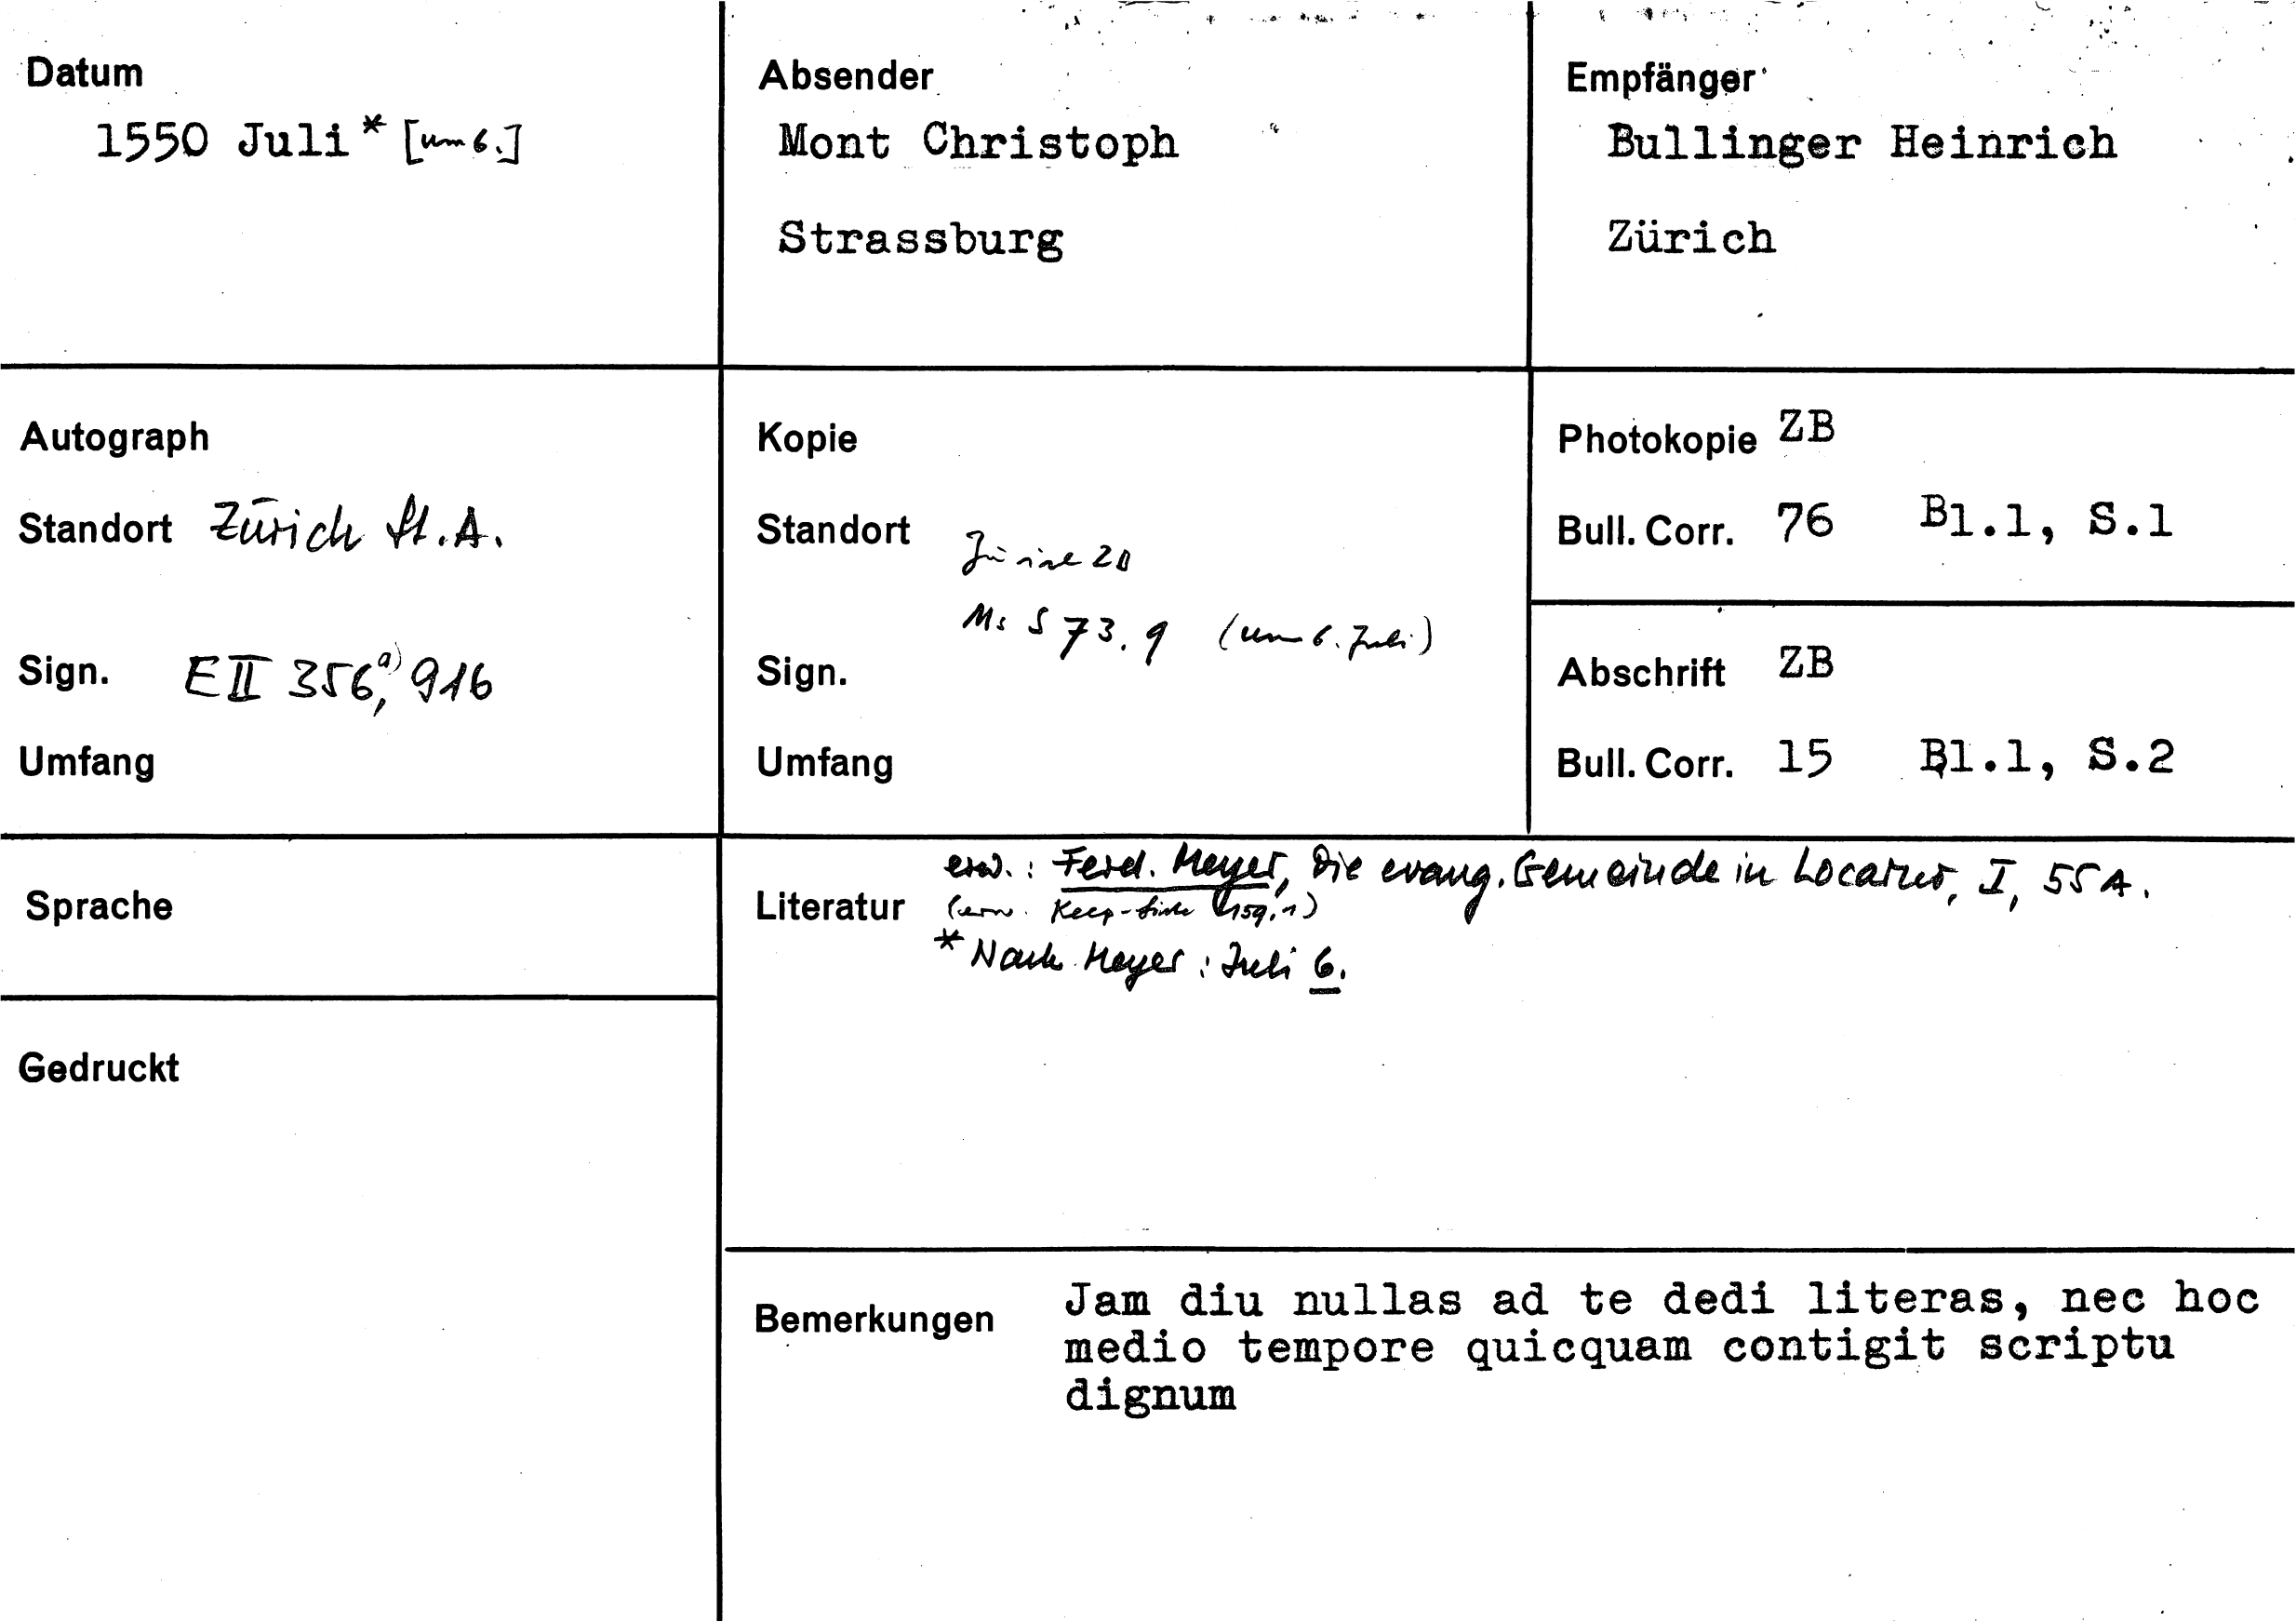 Datum
1550 Juli * [um 6.]
Absender
Mont Christoph
Strassburg
Empfänger
Bullinger Heinrich
Zürich
Autograph
Standort Zürich St.A.
Sign. E II 356a), 916
Umfang
Kopie
Standort Zürich ZB
Ms S 73. 9 (um 6. Juli)
Sign.
Umfang
Photokopie ZB
Bull. Corr. 76 Bl.1, S.1
Abschrift ZB
Bull. Corr. 15 Bl.1, S.2
Sprache
Gedruckt
Literatur
erw.: Ferd. Meyer, Die evang. Gemeinde in Locarno, I, 55 A.
(erw. 159,1)
* Nach Meyer: Juli 6.
Bemerkungen
Jam diu nullas ad te dedi literas, nec hoc
medio tempore quicquam contigit scriptu
dignum